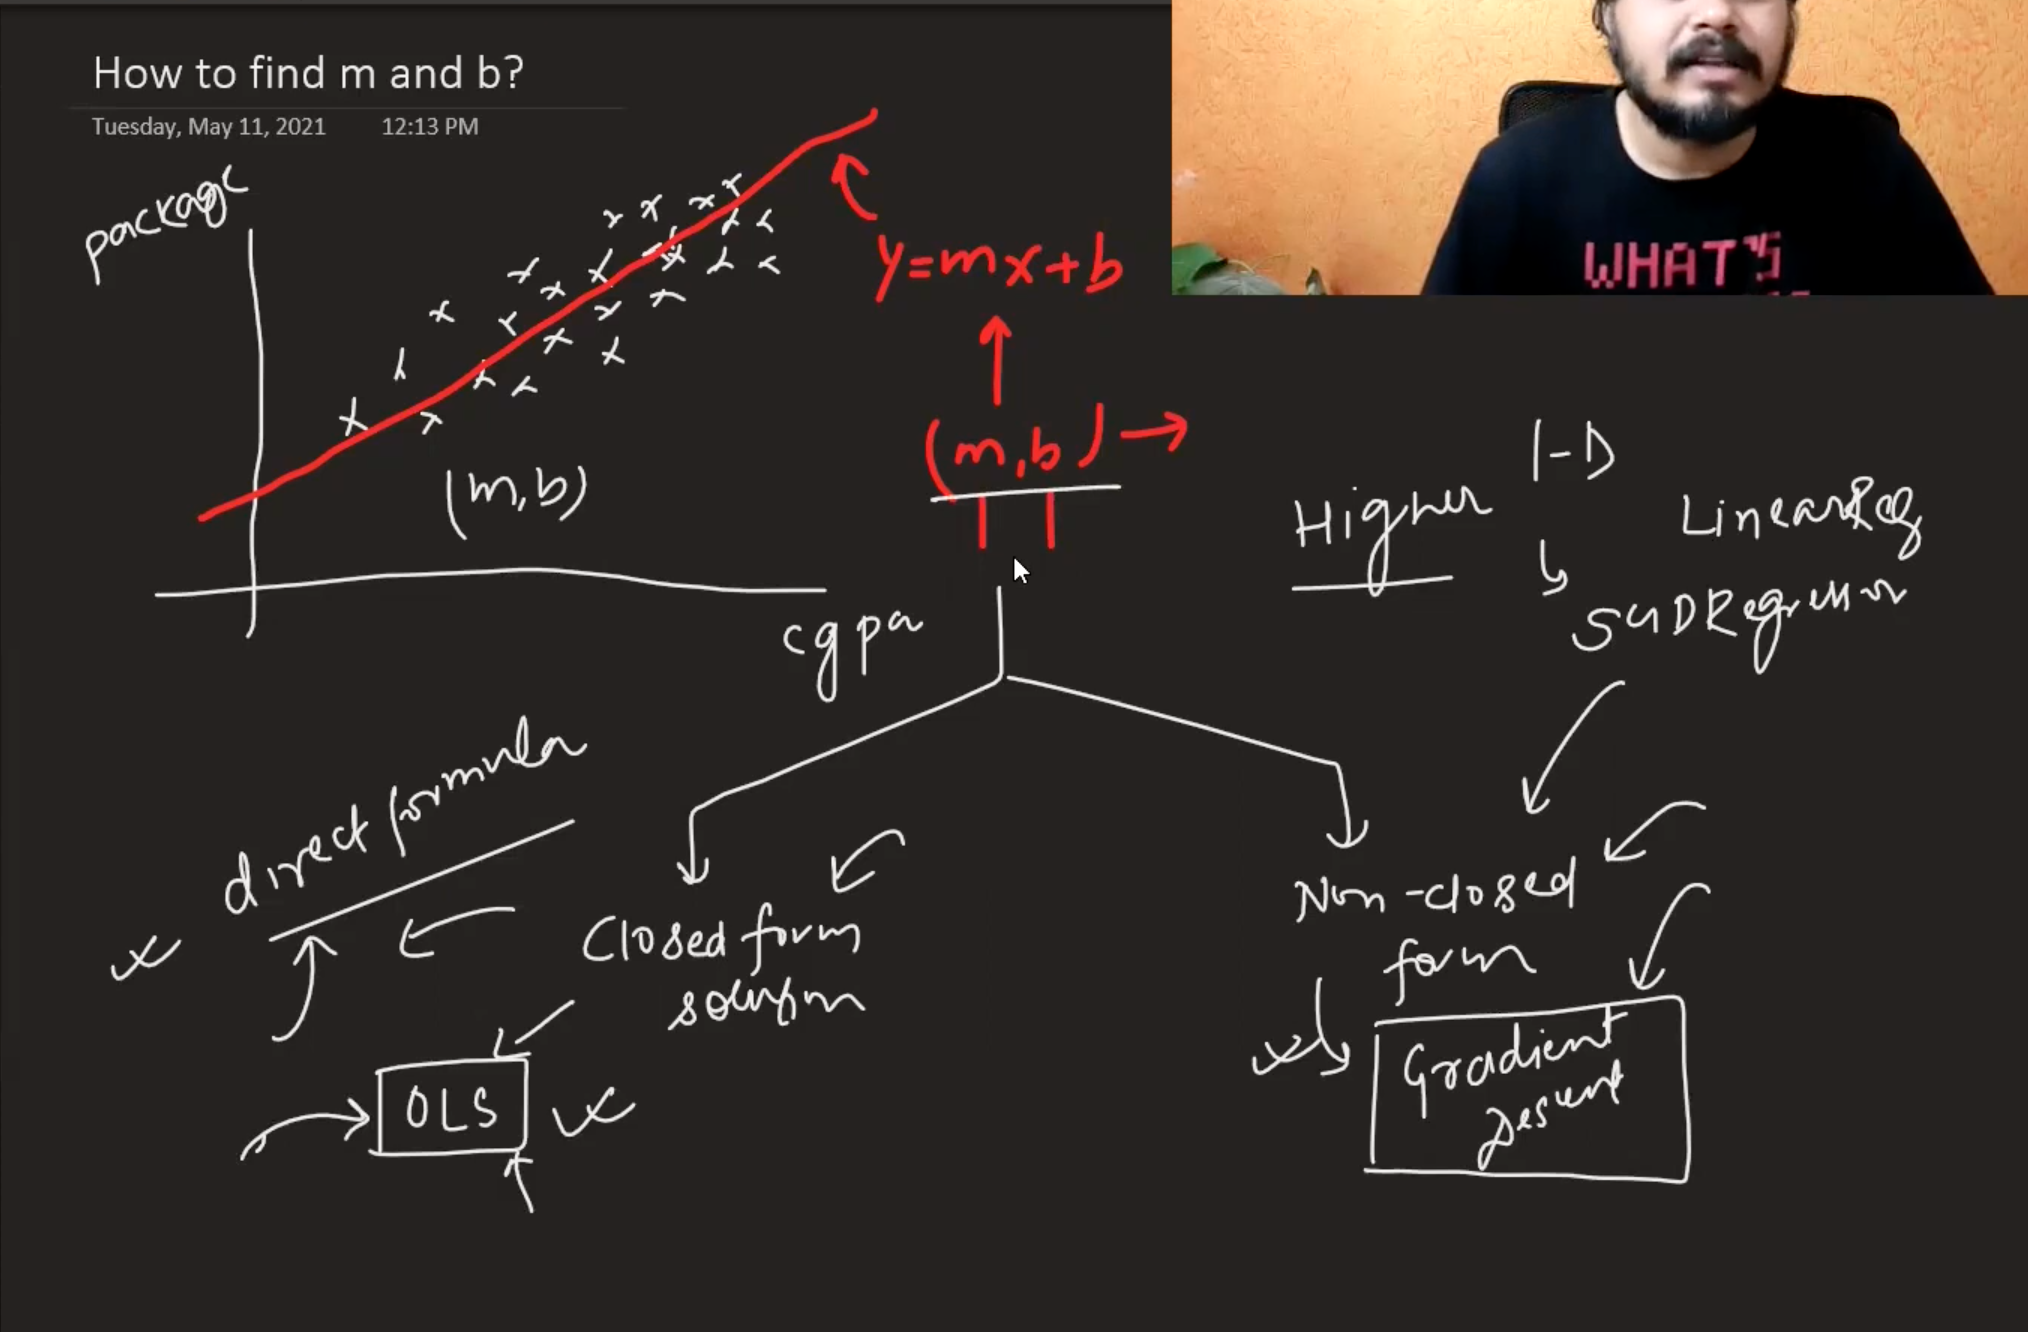 How to find m and b?
Tuesday, May 11, 2021 12:13 PM
package
WHAT'S
y=mx+b
(m,b) →
(m,b)
cgpa
1-D
Higher
LinearReg
SGDRegressor
direct formula
Closed form
solution
OLS
Non-closed
form
Gradient
Descent